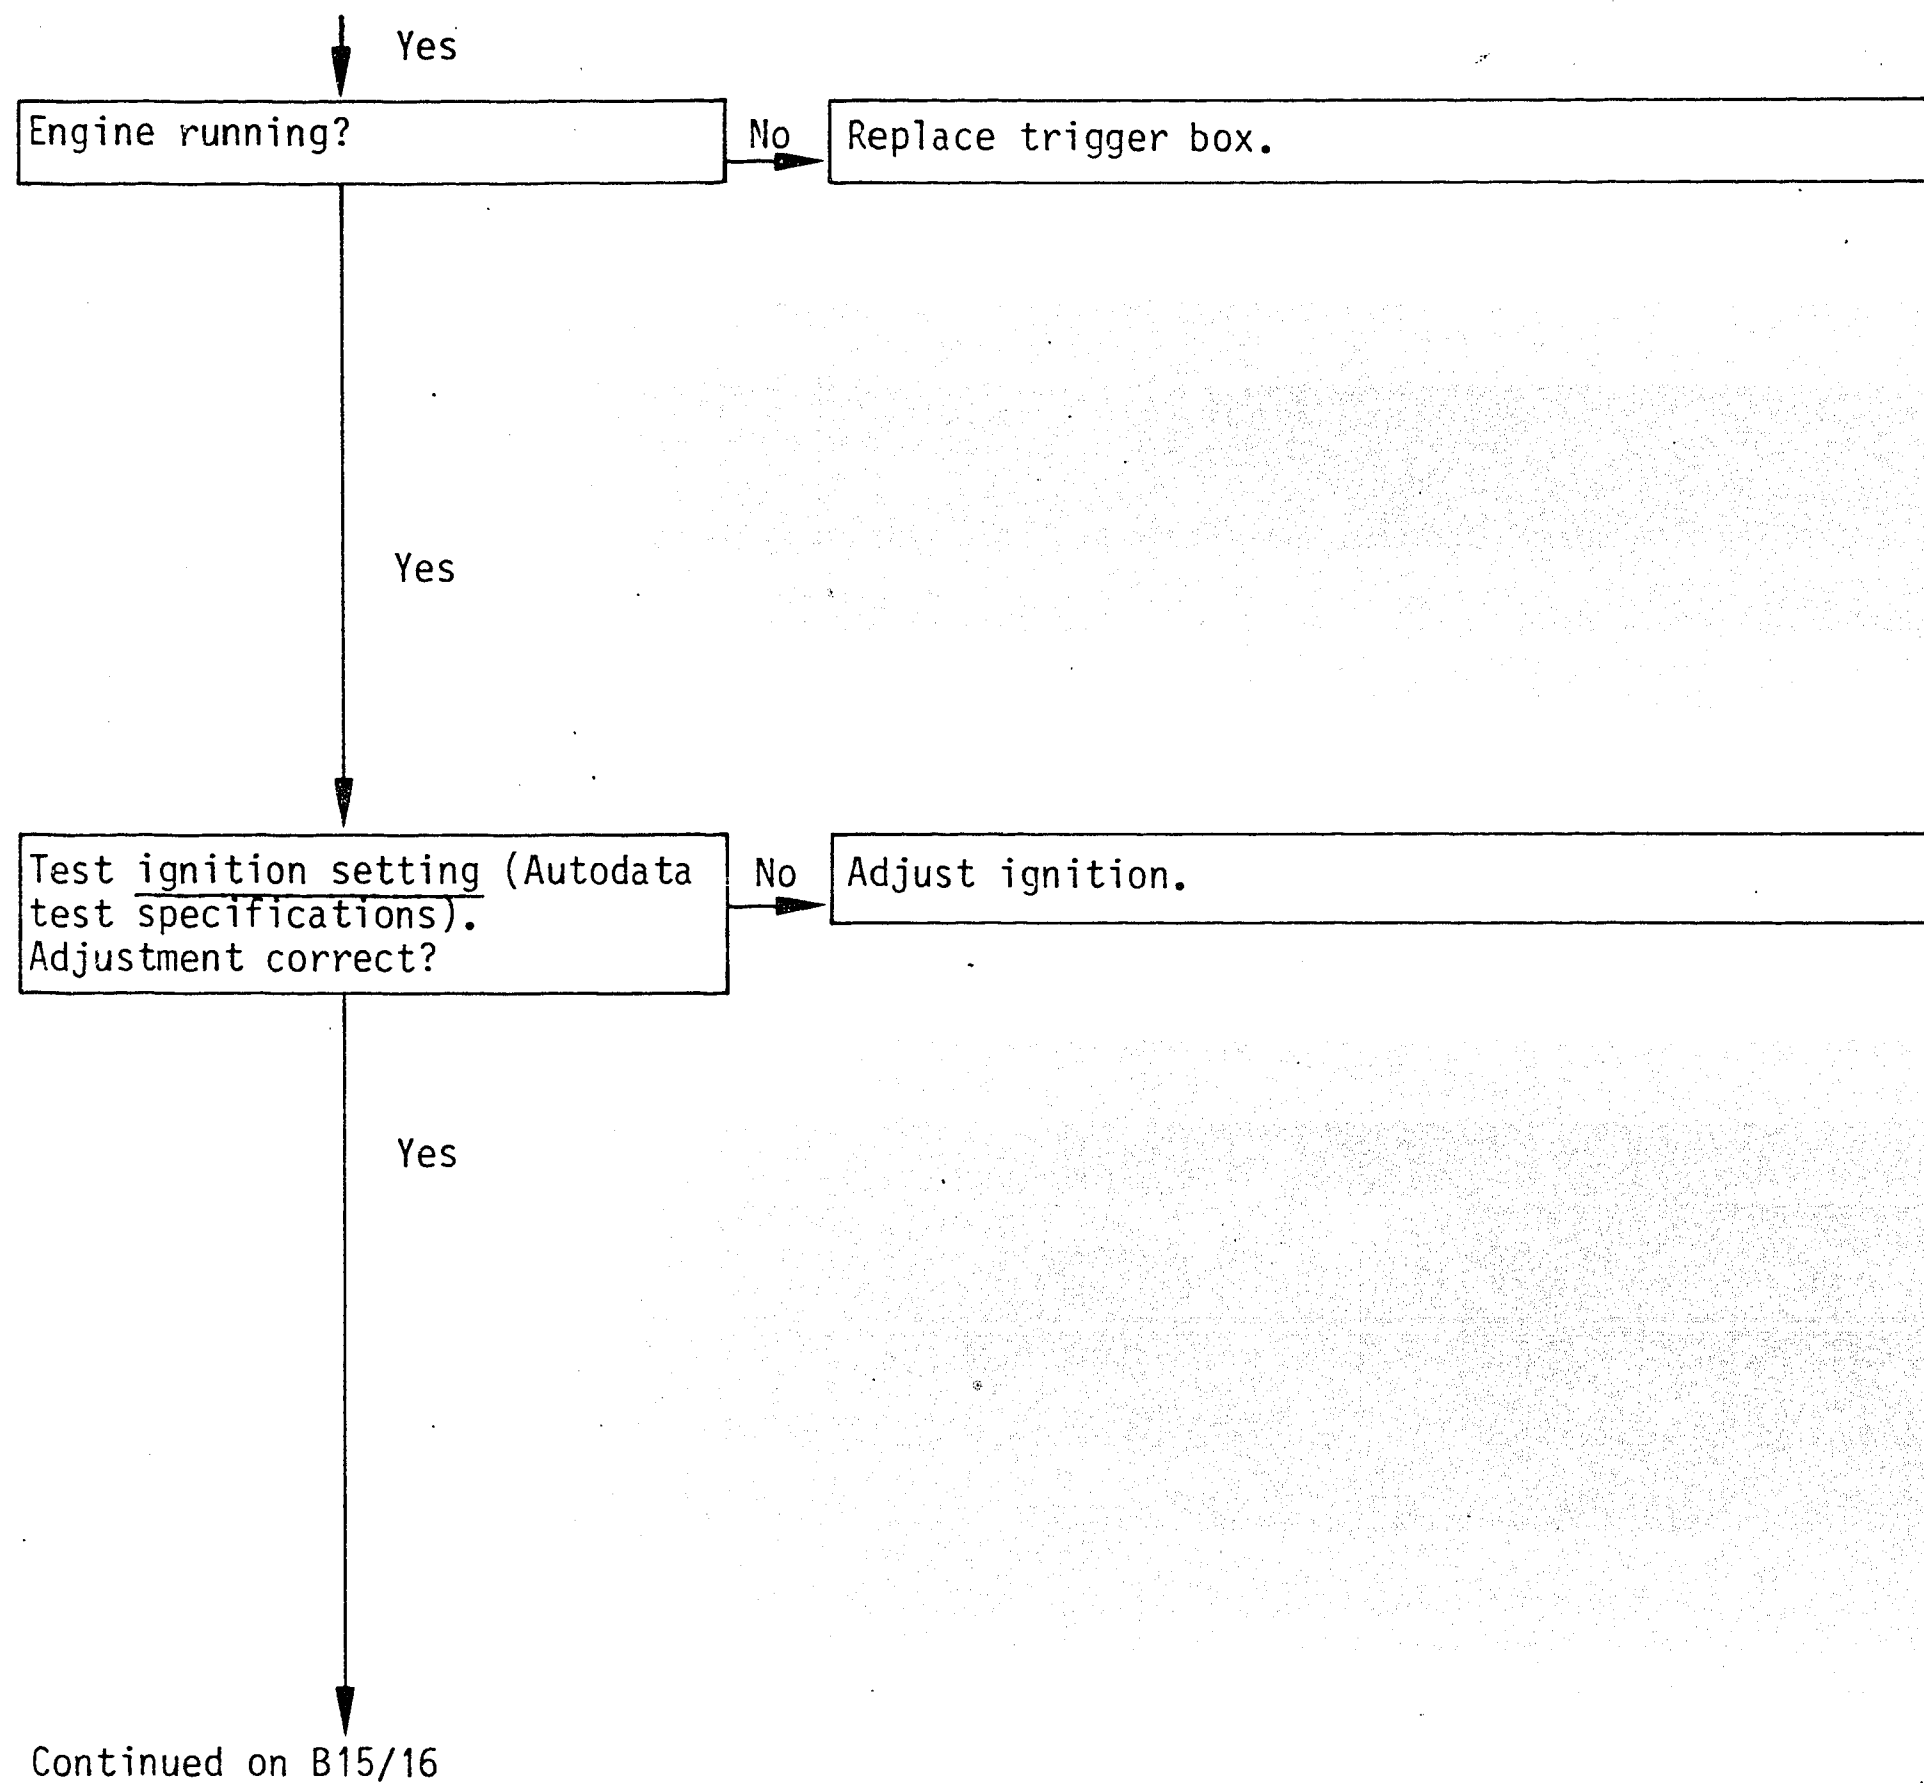 Yes
Engine running?
No
Replace trigger box.
Yes
Test ignition setting (Autodata
test specifications).
Adjustment correct?
No
Adjust ignition.
Yes
Continued on B15/16